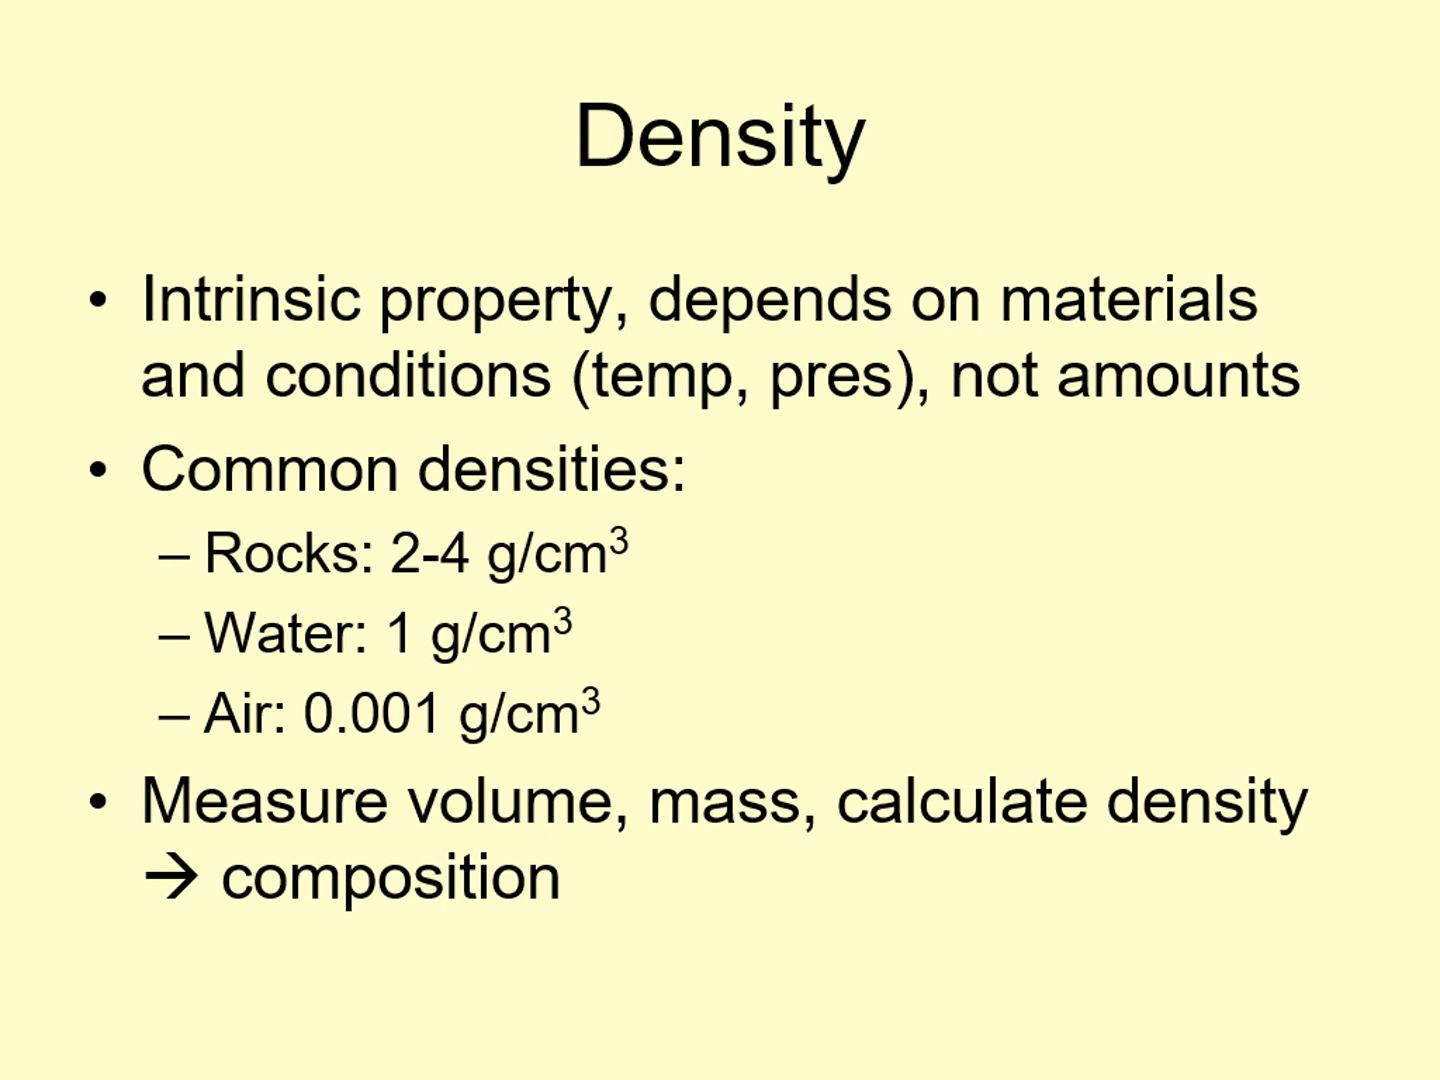 Density
• Intrinsic property, depends on materials
and conditions (temp, pres), not amounts
• Common densities:
– Rocks: 2-4 g/cm³
– Water: 1 g/cm³
– Air: 0.001 g/cm³
• Measure volume, mass, calculate density
→ composition